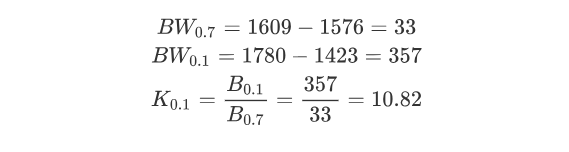 BW₀.₇ = 1609 − 1576 = 33
BW₀.₁ = 1780 − 1423 = 357
K₀.₁ = B₀.₁ / B₀.₇ = 357 / 33 = 10.82